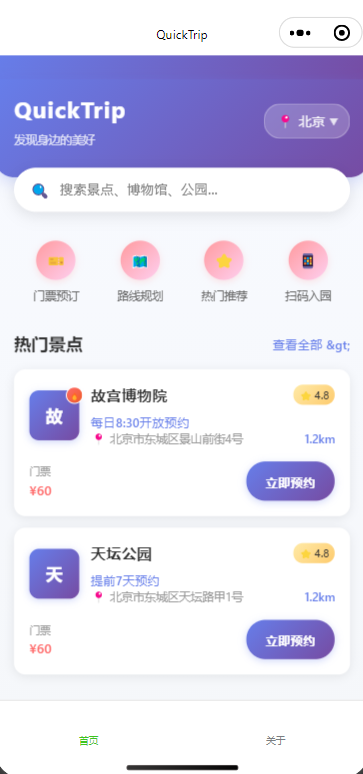 QuickTrip
QuickTrip
发现身边的美好
北京 ▼
搜索景点、博物馆、公园...
门票预订
路线规划
热门推荐
扫码入园
热门景点
查看全部 &gt;
故
故宫博物院
4.8
每日8:30开放预约
北京市东城区景山前街4号
1.2km
门票
¥60
立即预约
天
天坛公园
4.8
提前7天预约
北京市东城区天坛路甲1号
1.2km
门票
¥60
立即预约
首页
关于